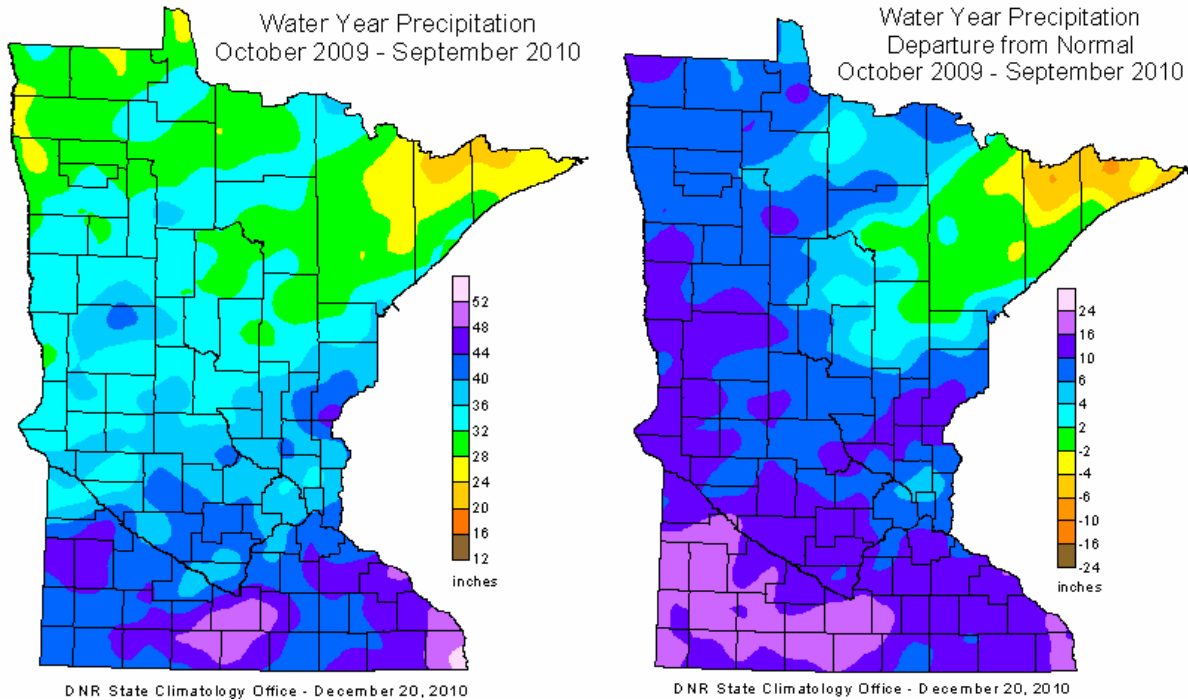 Water Year Precipitation
October 2009 - September 2010
52
48
44
40
36
32
28
24
20
16
12
inches
DNR State Climatology Office - December 20, 2010
Water Year Precipitation
Departure from Normal
October 2009 - September 2010
24
16
10
6
4
2
-2
-4
-6
-10
-16
-24
inches
DNR State Climatology Office - December 20, 2010